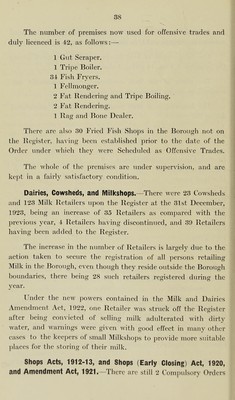 38
The number of premises now used for offensive trades and
duly licenced is 42, as follows:—
1 Gut Scraper.
1 Tripe Boiler.
34 Fish Fryers.
1 Fellmonger.
2 Fat Rendering and Tripe Boiling.
2 Fat Rendering.
1 Rag and Bone Dealer.
There are also 30 Fried Fish Shops in the Borough not on
the Register, having been established prior to the date of the
Order under which they were Scheduled as Offensive Trades.
The whole of the premises are under supervision, and are
kept in a fairly satisfactory condition.
Dairies, Cowsheds, and Milkshops.—There were 23 Cowsheds
and 123 Milk Retailers upon the Register at the 31st December,
1923, being an increase of 35 Retailers as compared with the
previous year, 4 Retailers having discontinued, and 39 Retailers
having been added to the Register.
The increase in the number of Retailers is largely due to the
action taken to secure the registration of all persons retailing
Milk in the Borough, even though they reside outside the Borough
boundaries, there being 28 such retailers registered during the
year.
Under the new powers contained in the Milk and Dairies
Amendment Act, 1922, one Retailer was struck off the Register
after being convicted of selling milk adulterated with dirty
water, and warnings were given with good effect in many other
cases to the keepers of small Milkshops to provide more suitable
places for the storing of their milk.
Shops Acts, 1912-13, and Shops (Early Closing) Act, 1920,
and Amendment Act, 1921.—There are still 2 Compulsory Orders